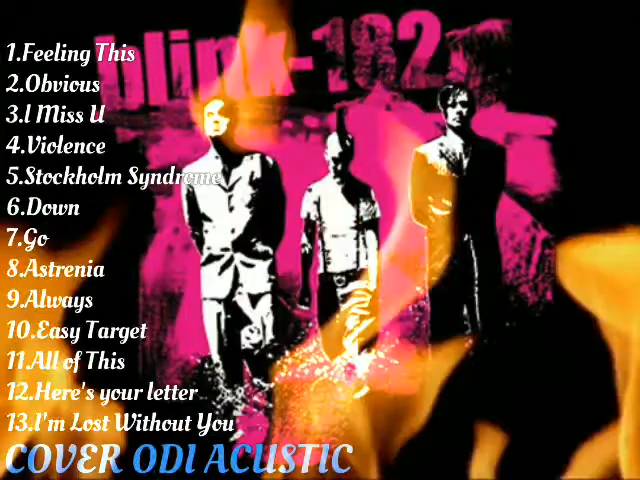 blink-182
1.Feeling This
2.Obvious
3.I Miss U
4.Violence
5.Stockholm Syndrome
6.Down
7.Go
8.Astrenia
9.Always
10.Easy Target
11.All of This
12.Here's your letter
13.I'm Lost Without You
COVER ODI ACUSTIC